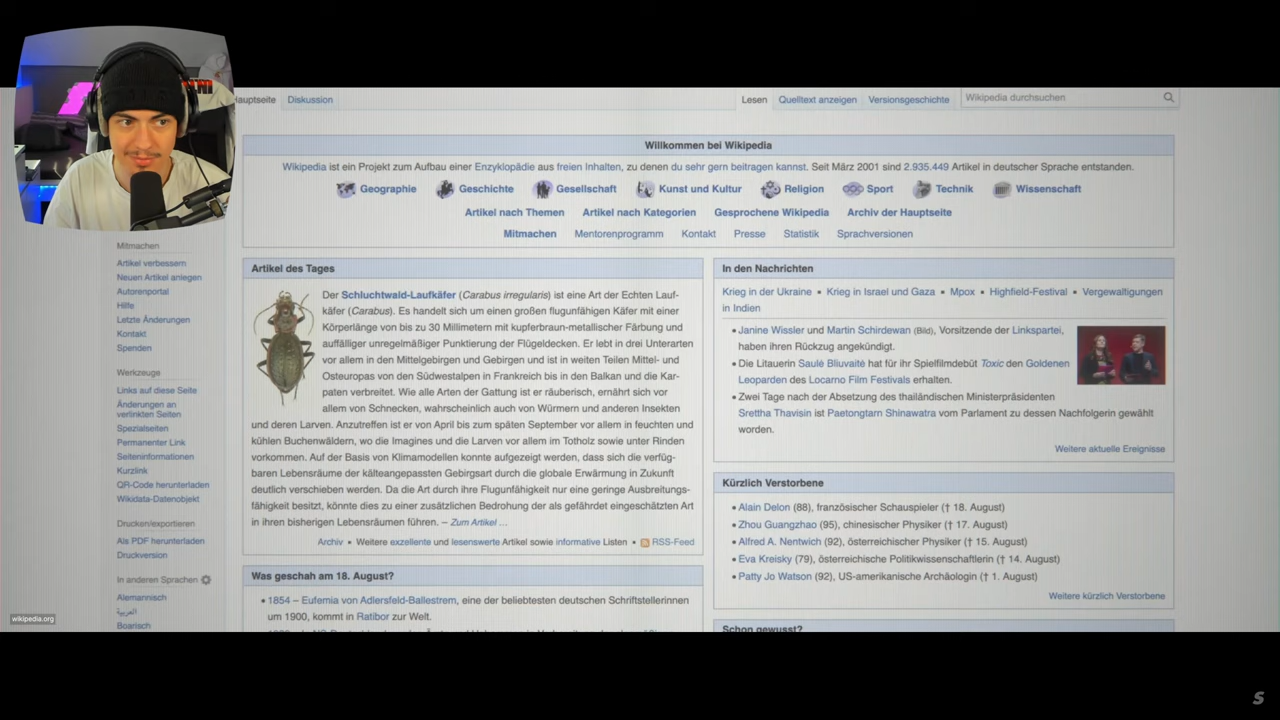 Hauptseite
Diskussion
Lesen
Quelltext anzeigen
Versionsgeschichte
Wikipedia durchsuchen
Willkommen bei Wikipedia
Wikipedia ist ein Projekt zum Aufbau einer Enzyklopädie aus freien Inhalten, zu denen du sehr gern beitragen kannst. Seit März 2001 sind 2.935.449 Artikel in deutscher Sprache entstanden.
Geographie Geschichte Gesellschaft Kunst und Kultur Religion Sport Technik Wissenschaft
Artikel nach Themen Artikel nach Kategorien Gesprochene Wikipedia Archiv der Hauptseite
Mitmachen Mentorenprogramm Kontakt Presse Statistik Sprachversionen
Mitmachen
Artikel verbessern
Neuen Artikel anlegen
Autorenportal
Hilfe
Letzte Änderungen
Kontakt
Spenden
Werkzeuge
Links auf diese Seite
Änderungen an
verlinkten Seiten
Spezialseiten
Permanenter Link
Seiteninformationen
Kurzlink
QR-Code herunterladen
Wikidata-Datenobjekt
Drucken/exportieren
Als PDF herunterladen
Druckversion
In anderen Sprachen
Alemannisch
العربية
Boarisch
wikipedia.org
Artikel des Tages
Der Schluchtwald-Laufkäfer (Carabus irregularis) ist eine Art der Echten Lauf-
käfer (Carabus). Es handelt sich um einen großen flugunfähigen Käfer mit einer
Körperlänge von bis zu 30 Millimetern mit kupferbraun-metallischer Färbung und
auffälliger unregelmäßiger Punktierung der Flügeldecken. Er lebt in drei Unterarten
vor allem in den Mittelgebirgen und Gebirgen und ist in weiten Teilen Mittel- und
Osteuropas von den Südwestalpen in Frankreich bis in den Balkan und die Kar-
paten verbreitet. Wie alle Arten der Gattung ist er räuberisch, ernährt sich vor
allem von Schnecken, wahrscheinlich auch von Würmern und anderen Insekten
und deren Larven. Anzutreffen ist er von April bis zum späten September vor allem in feuchten und
kühlen Buchenwäldern, wo die Imagines und die Larven vor allem im Totholz sowie unter Rinden
vorkommen. Auf der Basis von Klimamodellen konnte aufgezeigt werden, dass sich die verfüg-
baren Lebensräume der kälteangepassten Gebirgsart durch die globale Erwärmung in Zukunft
deutlich verschieben werden. Da die Art durch ihre Flugunfähigkeit nur eine geringe Ausbreitungs-
fähigkeit besitzt, könnte dies zu einer zusätzlichen Bedrohung der als gefährdet eingeschätzten Art
in ihren bisherigen Lebensräumen führen. – Zum Artikel ...
Archiv • Weitere exzellente und lesenswerte Artikel sowie informative Listen • RSS-Feed
Was geschah am 18. August?
• 1854 – Eufemia von Adlersfeld-Ballestrem, eine der beliebtesten deutschen Schriftstellerinnen
um 1900, kommt in Ratibor zur Welt.
In den Nachrichten
Krieg in der Ukraine • Krieg in Israel und Gaza • Mpox • Highfield-Festival • Vergewaltigungen
in Indien
• Janine Wissler und Martin Schirdewan (Bild), Vorsitzende der Linkspartei,
haben ihren Rückzug angekündigt.
• Die Litauerin Saulė Bliuvaitė hat für ihr Spielfilmdebüt Toxic den Goldenen
Leoparden des Locarno Film Festivals erhalten.
• Zwei Tage nach der Absetzung des thailändischen Ministerpräsidenten
Srettha Thavisin ist Paetongtarn Shinawatra vom Parlament zu dessen Nachfolgerin gewählt
worden.
Weitere aktuelle Ereignisse
Kürzlich Verstorbene
• Alain Delon (88), französischer Schauspieler († 18. August)
• Zhou Guangzhao (95), chinesischer Physiker († 17. August)
• Alfred A. Nentwich (92), österreichischer Physiker († 15. August)
• Eva Kreisky (79), österreichische Politikwissenschaftlerin († 14. August)
• Patty Jo Watson (92), US-amerikanische Archäologin († 1. August)
Weitere kürzlich Verstorbene
Schon gewusst?
S